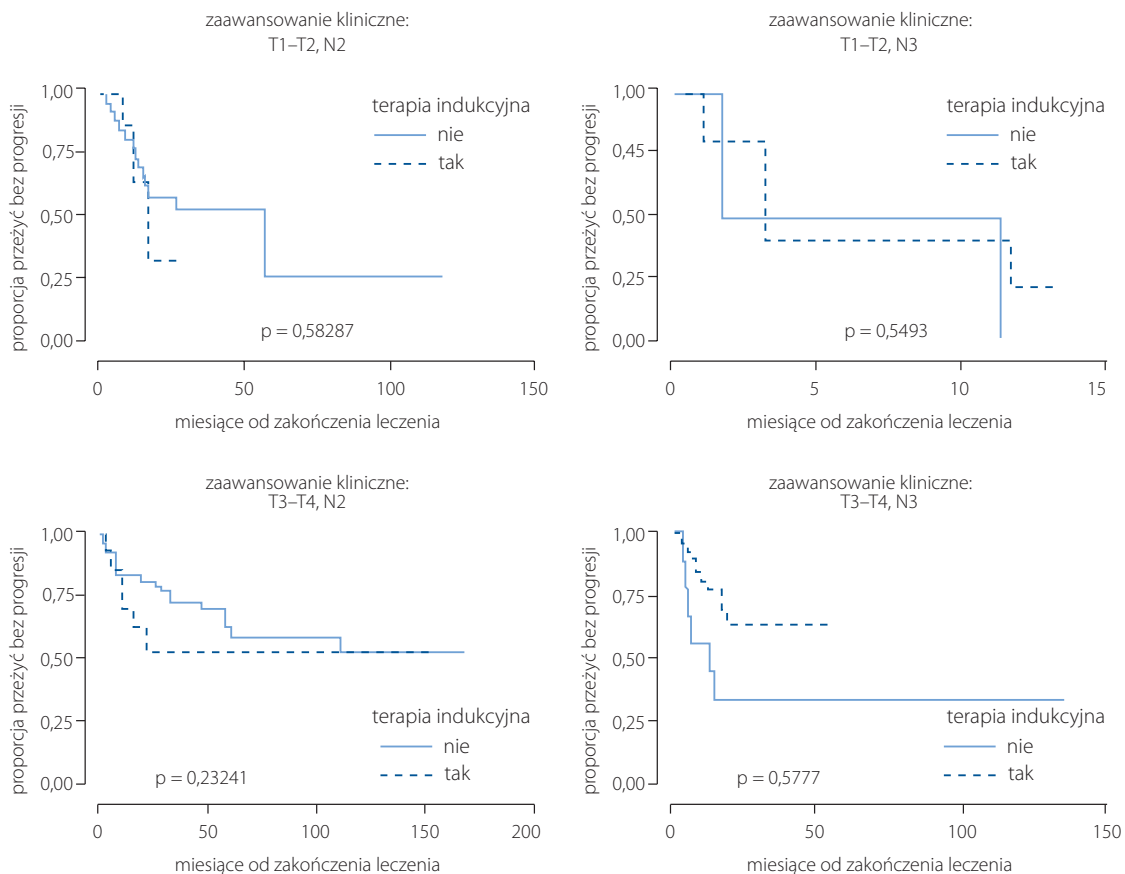 zaawansowanie kliniczne:
T1–T2, N2
proporcja przeżyć bez progresji
1,00
0,75
0,50
0,25
0,00
terapia indukcyjna
nie
tak
p = 0,58287
0 50 100 150
miesiące od zakończenia leczenia
zaawansowanie kliniczne:
T1–T2, N3
proporcja przeżyć bez progresji
1,00
0,45
0,50
0,25
0,00
terapia indukcyjna
nie
tak
p = 0,5493
0 5 10 15
miesiące od zakończenia leczenia
zaawansowanie kliniczne:
T3–T4, N2
proporcja przeżyć bez progresji
1,00
0,75
0,50
0,25
0,00
terapia indukcyjna
nie
tak
p = 0,23241
0 50 100 150 200
miesiące od zakończenia leczenia
zaawansowanie kliniczne:
T3–T4, N3
proporcja przeżyć bez progresji
1,00
0,75
0,50
0,25
0,00
terapia indukcyjna
nie
tak
p = 0,5777
0 50 100 150
miesiące od zakończenia leczenia